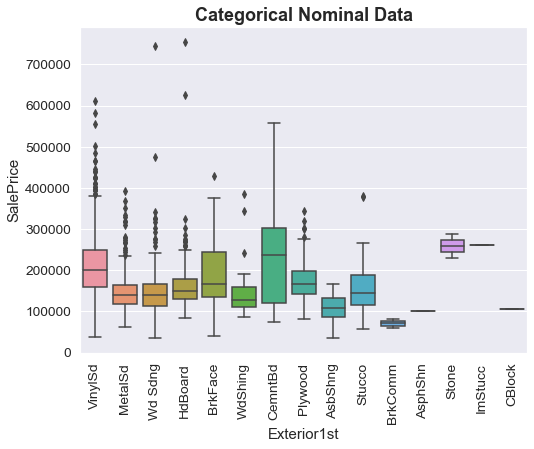 Categorical Nominal Data
700000
600000
500000
400000
300000
200000
100000
0
SalePrice
VinylSd
MetalSd
Wd Sdng
HdBoard
BrkFace
WdShing
CemntBd
Plywood
AsbShng
Stucco
BrkComm
AsphShn
Stone
ImStucc
CBlock
Exterior1st